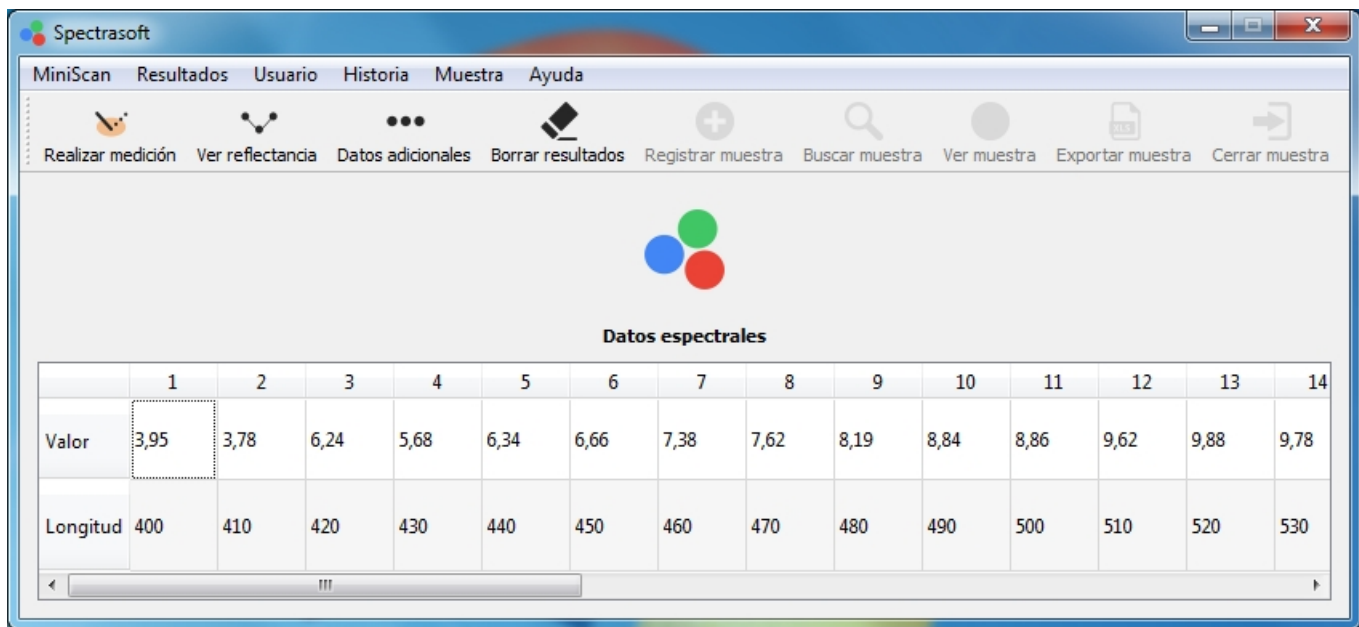 Spectrasoft
MiniScan Resultados Usuario Historia Muestra Ayuda
XLS
Realizar medición Ver reflectancia Datos adicionales Borrar resultados Registrar muestra Buscar muestra Ver muestra Exportar muestra Cerrar muestra
Datos espectrales
1 2 3 4 5 6 7 8 9 10 11 12 13 14
Valor 3,95 3,78 6,24 5,68 6,34 6,66 7,38 7,62 8,19 8,84 8,86 9,62 9,88 9,78
Longitud 400 410 420 430 440 450 460 470 480 490 500 510 520 530